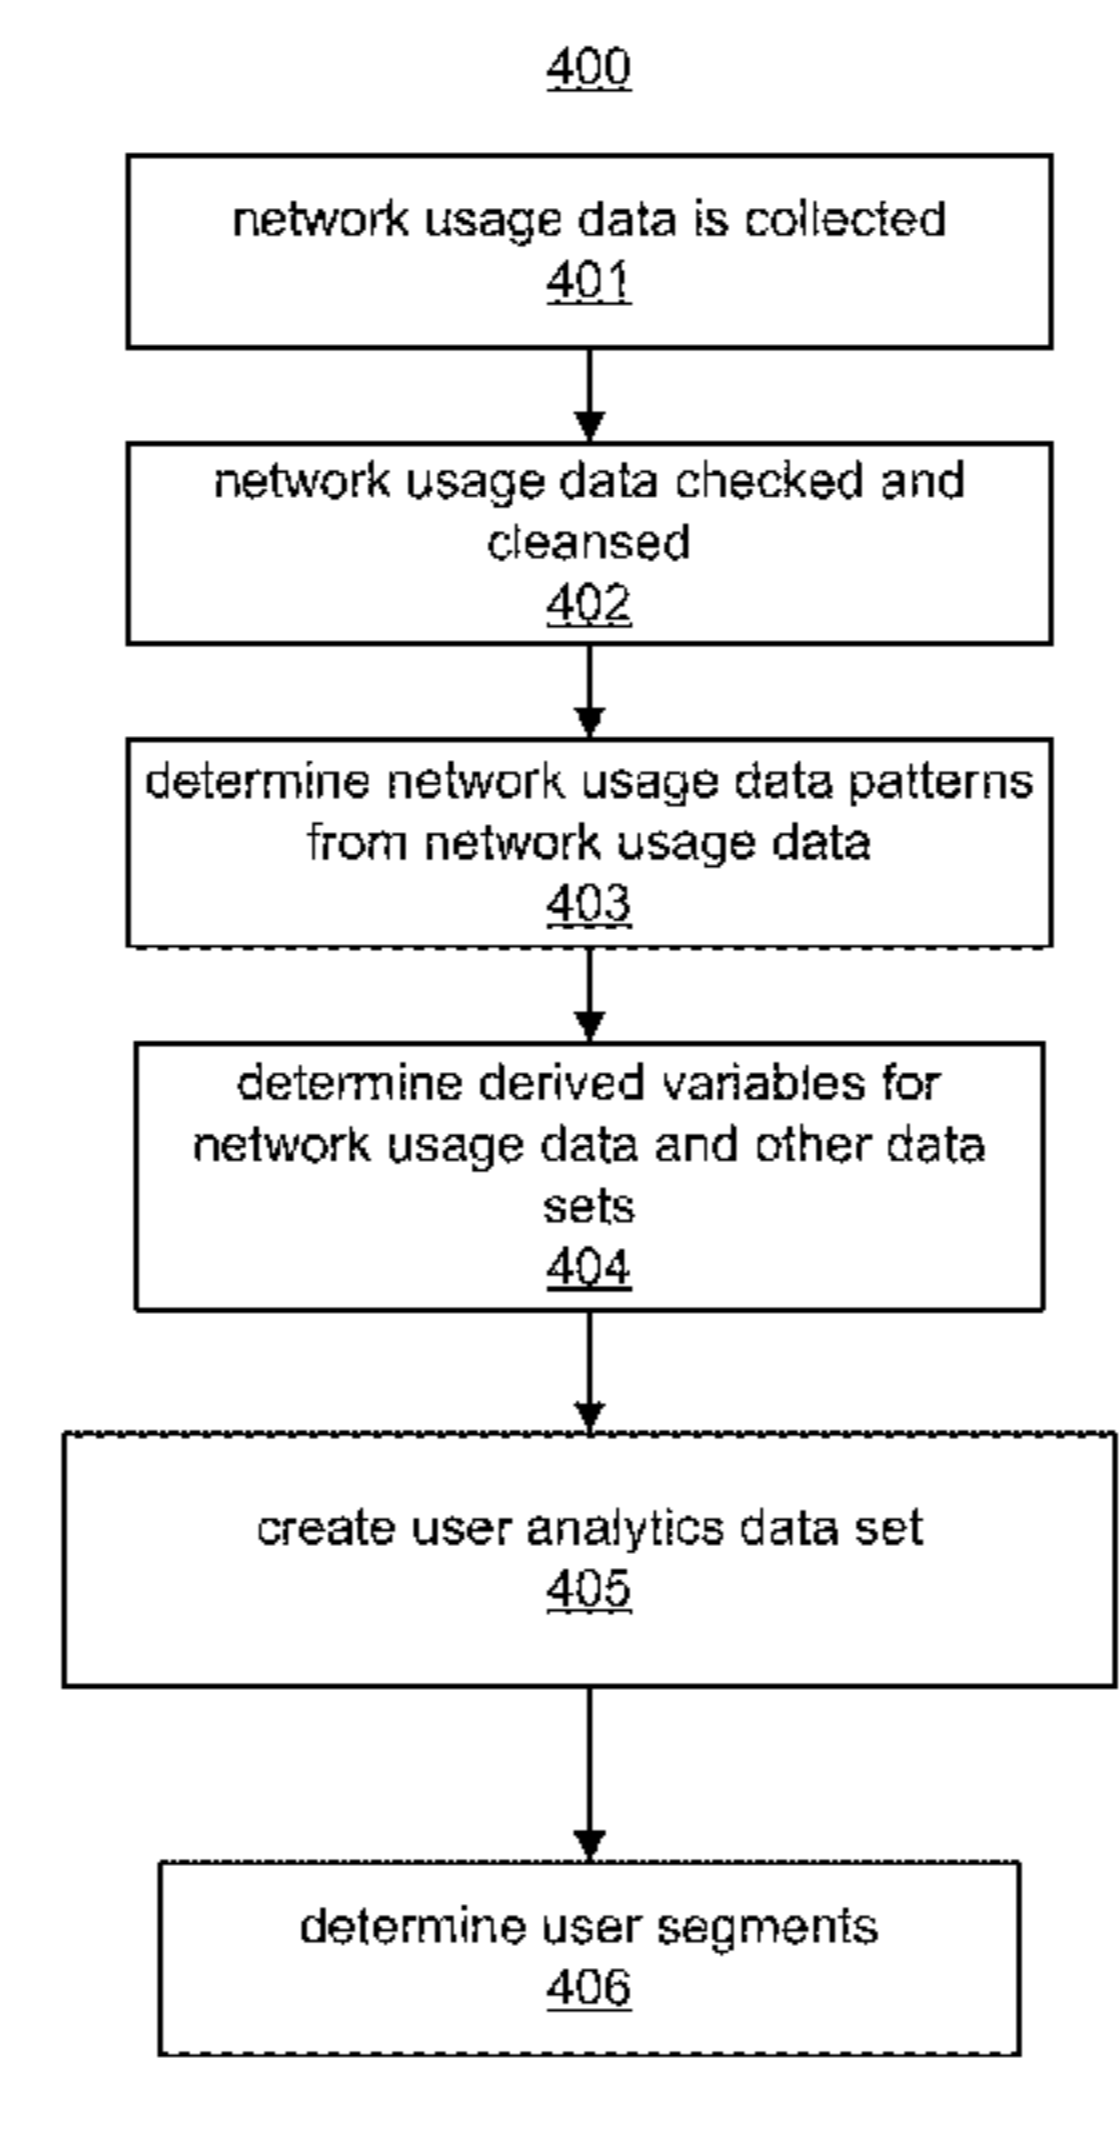 400
network usage data is collected
401
network usage data checked and
cleansed
402
determine network usage data patterns
from network usage data
403
determine derived variables for
network usage data and other data
sets
404
create user analytics data set
405
determine user segments
406